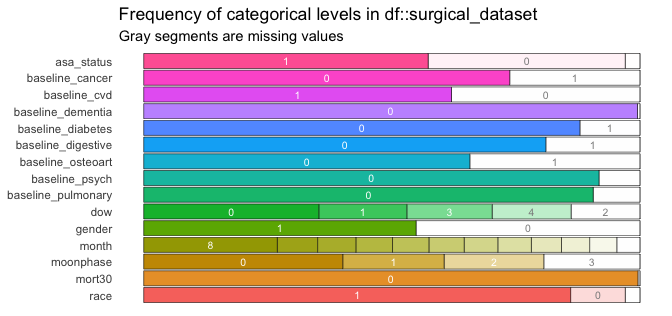 Frequency of categorical levels in df::surgical_dataset
Gray segments are missing values
asa_status 1 0
baseline_cancer 0 1
baseline_cvd 1 0
baseline_dementia 0
baseline_diabetes 0 1
baseline_digestive 0 1
baseline_osteoart 0 1
baseline_psych 0
baseline_pulmonary 0
dow 0 1 3 4 2
gender 1 0
month 8
moonphase 0 1 2 3
mort30 0
race 1 0